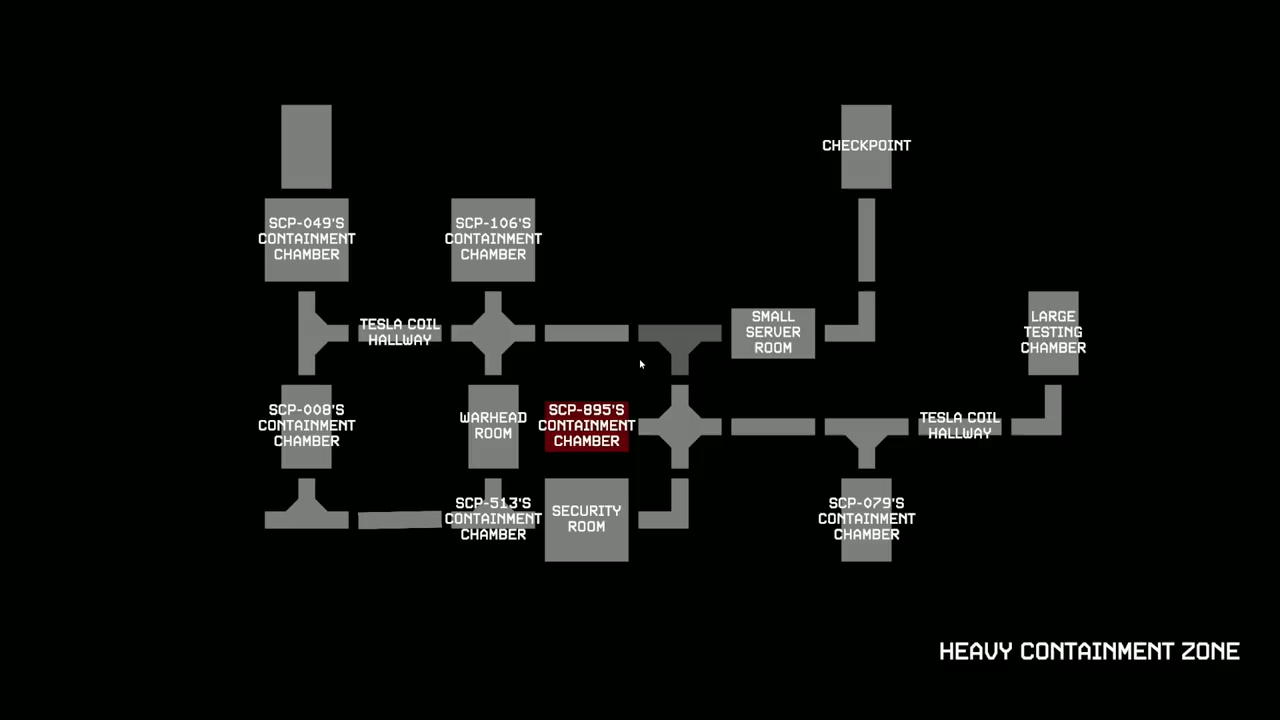 CHECKPOINT
SCP-049'S
CONTAINMENT
CHAMBER
SCP-106'S
CONTAINMENT
CHAMBER
TESLA COIL
HALLWAY
SMALL
SERVER
ROOM
LARGE
TESTING
CHAMBER
SCP-008'S
CONTAINMENT
CHAMBER
WARHEAD
ROOM
SCP-895'S
CONTAINMENT
CHAMBER
TESLA COIL
HALLWAY
SCP-513'S
CONTAINMENT
CHAMBER
SECURITY
ROOM
SCP-079'S
CONTAINMENT
CHAMBER
HEAVY CONTAINMENT ZONE